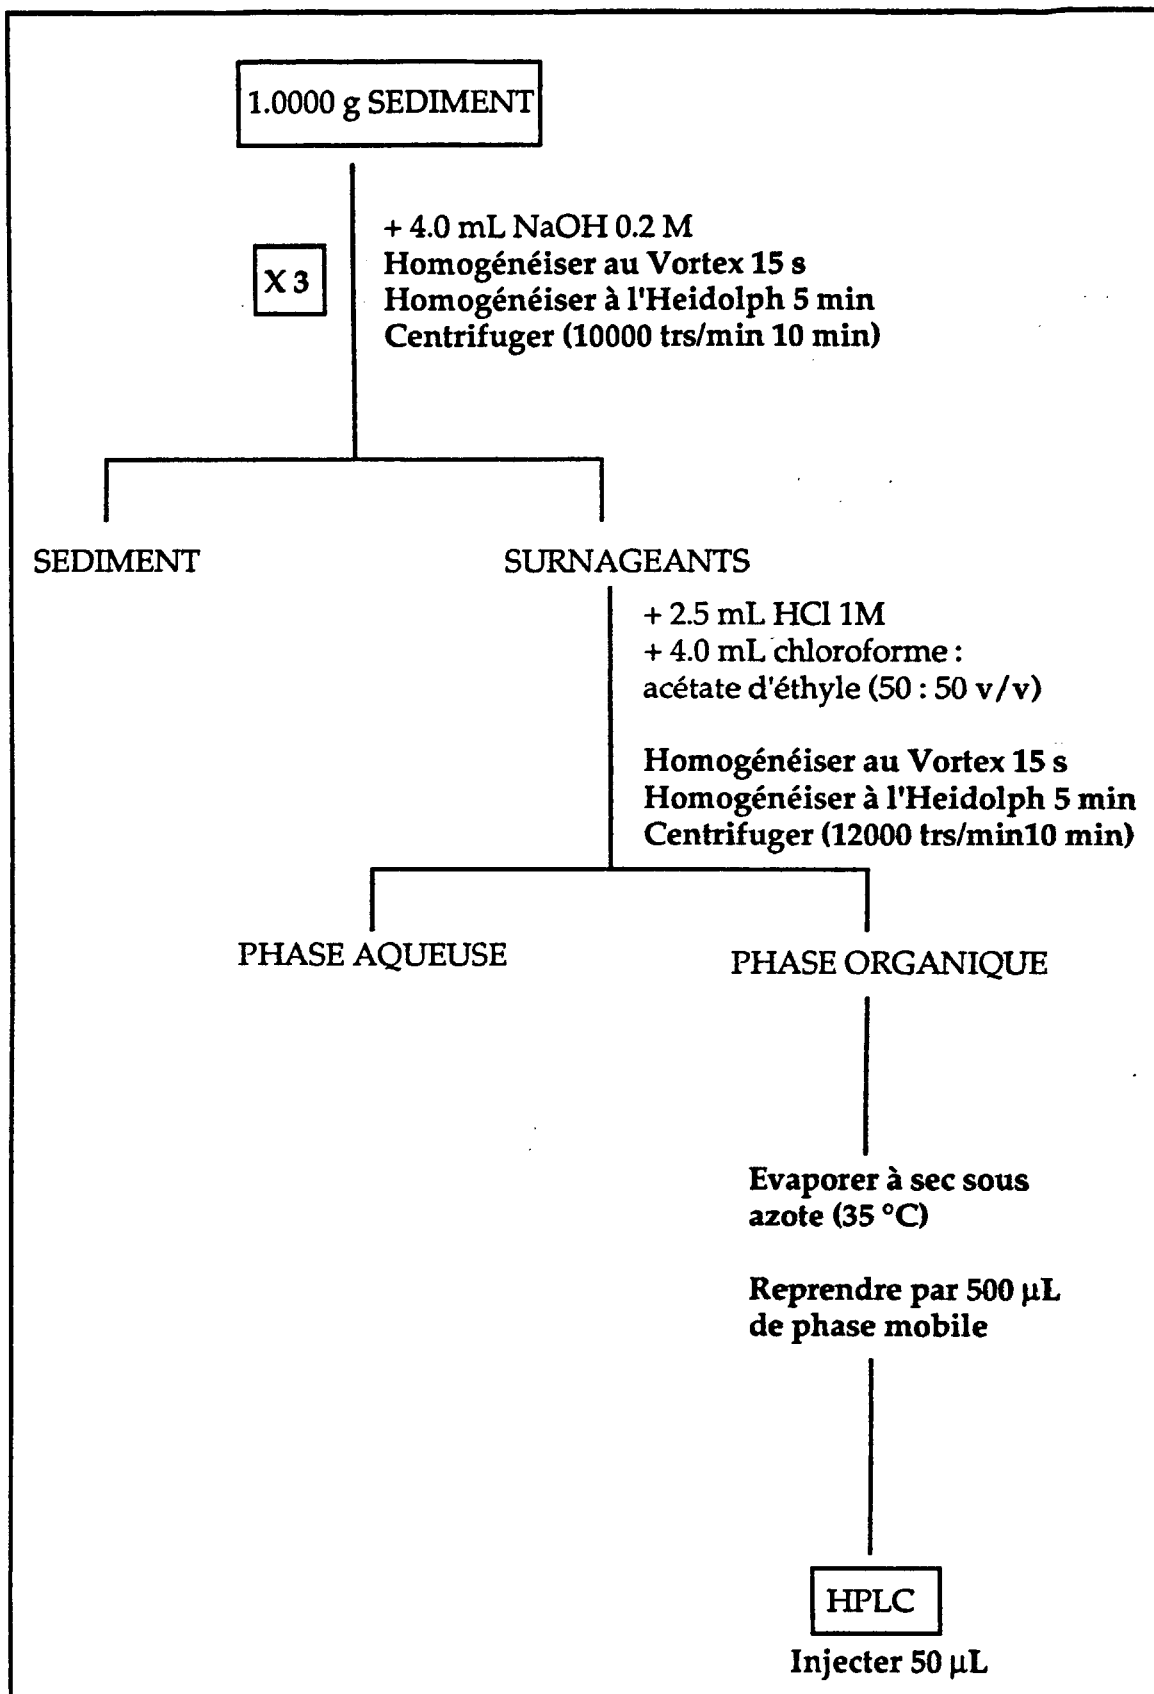 1.0000 g SEDIMENT
+ 4.0 mL NaOH 0.2 M
X 3
Homogénéiser au Vortex 15 s
Homogénéiser à l'Heidolph 5 min
Centrifuger (10000 trs/min 10 min)
SEDIMENT
SURNAGEANTS
+ 2.5 mL HCl 1M
+ 4.0 mL chloroforme :
acétate d'éthyle (50 : 50 v/v)
Homogénéiser au Vortex 15 s
Homogénéiser à l'Heidolph 5 min
Centrifuger (12000 trs/min10 min)
PHASE AQUEUSE
PHASE ORGANIQUE
Evaporer à sec sous
azote (35 °C)
Reprendre par 500 µL
de phase mobile
HPLC
Injecter 50 µL